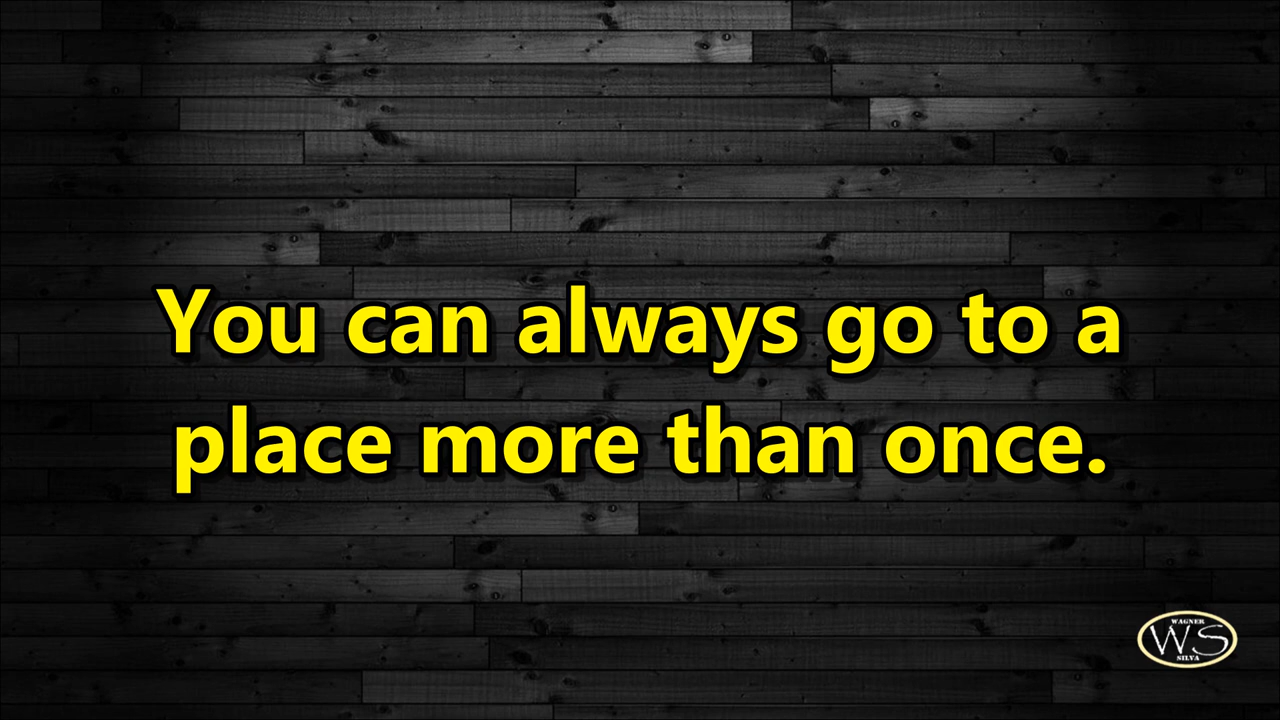 You can always go to a
place more than once.
WAGNER
WS
SILVA